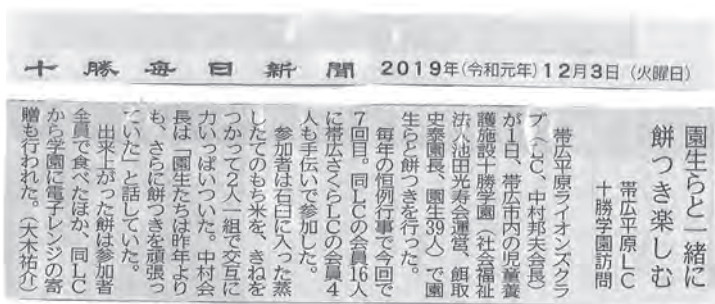 十勝毎日新聞 2019年(令和元年)12月3日(火曜日)
園生らと一緒に
餅つき楽しむ
帯広平原LC
十勝学園訪問
帯広平原ライオンズクラ
ブ(LC、中村邦夫会長)
が1日、帯広市内の児童養
護施設十勝学園(社会福祉
法人池田光寿会運営、餌取
史泰園長、園生39人)で園
生らと餅つきを行った。
毎年の恒例行事で今回で
7回目。同LCの会員16人
に帯広ざくらLCの会員4
人も手伝いで参加した。
参加者は石臼に入った蒸
したてのもち米を、きねを
つかって2人一組で交互に
力いっぱいついた。中村会
長は「園生たちは昨年より
も、さらに餅つきを頑張っ
ていた」と話していた。
出来上がった餅は参加者
全員で食べたほか、同LC
から学園に電子レンジの寄
贈も行われた。(大木祐介)